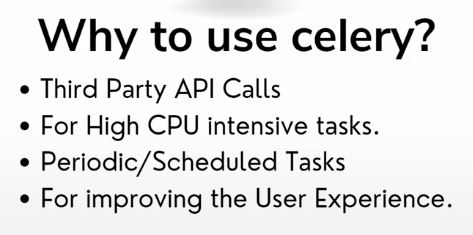 Why to use celery?
• Third Party API Calls
• For High CPU intensive tasks.
• Periodic/Scheduled Tasks
• For improving the User Experience.